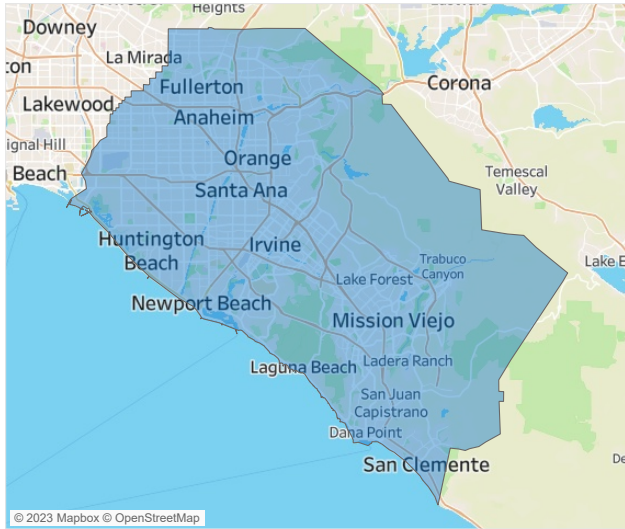 Heights
Downey
La Mirada
ton
Corona
Fullerton
Lakewood
Anaheim
ignal Hill
Orange
Beach
Temescal
Valley
Santa Ana
Huntington
Beach
Irvine
Trabuco
Canyon
Lake E
Lake Forest
Newport Beach
Mission Viejo
Laguna Beach
Ladera Ranch
San Juan
Capistrano
Dana Point
San Clemente
De
© 2023 Mapbox © OpenStreetMap